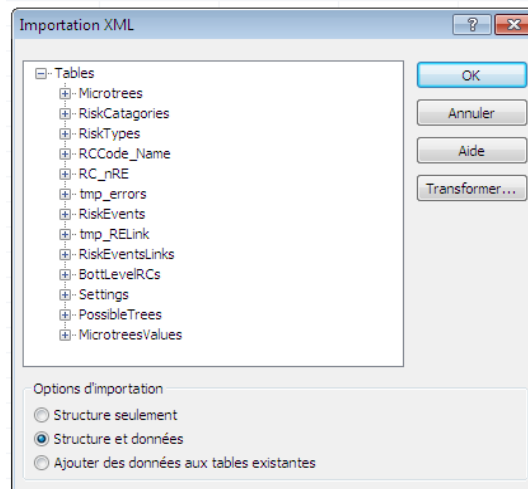 Importation XML
Tables
Microtrees
RiskCatagories
RiskTypes
RCCode_Name
RC_nRE
tmp_errors
RiskEvents
tmp_RELink
RiskEventsLinks
BottLevelRCs
Settings
PossibleTrees
MicrotreesValues
OK
Annuler
Aide
Transformer...
Options d'importation
Structure seulement
Structure et données
Ajouter des données aux tables existantes